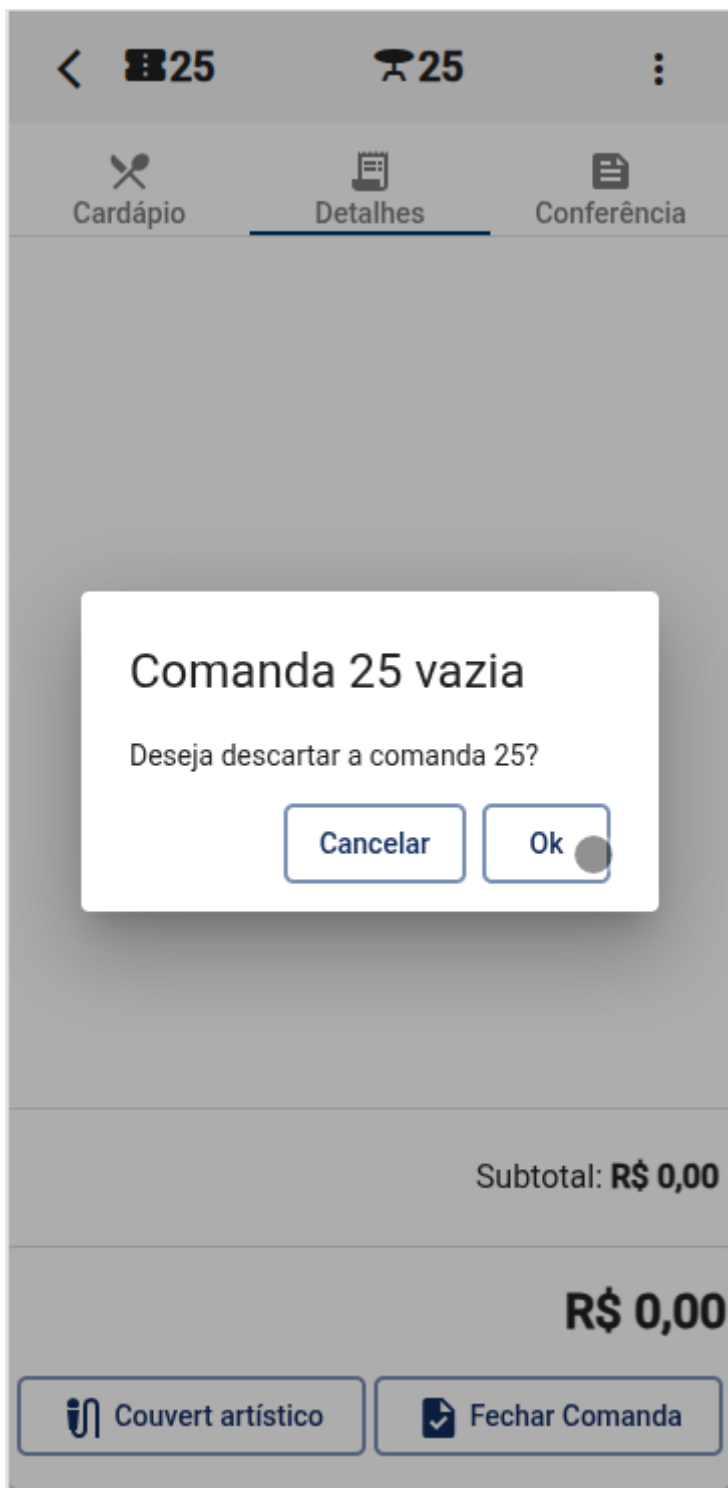 25 25
Cardápio Detalhes Conferência
Comanda 25 vazia
Deseja descartar a comanda 25?
Cancelar Ok
Subtotal: R$ 0,00
R$ 0,00
Couvert artístico Fechar Comanda